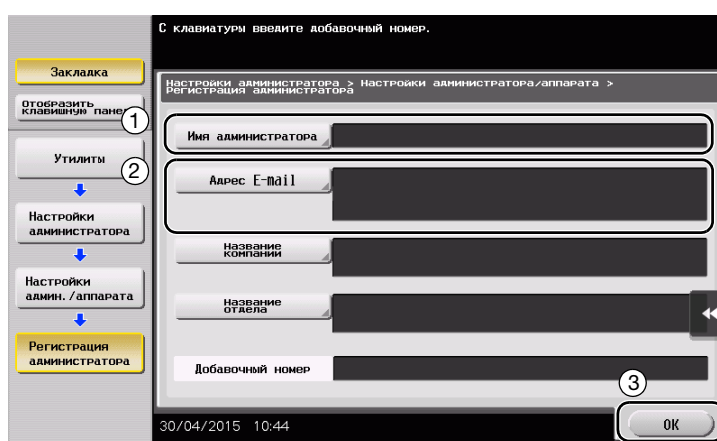 С клавиатуры введите добавочный номер.
Закладка
Отобразить
клавишную панель
Настройки администратора > Настройки администратора/аппарата >
Регистрация администратора
1
Имя администратора
Утилиты
2
Адрес E-mail
Настройки
администратора
Название
компании
Настройки
админ./аппарата
Название
отдела
Регистрация
администратора
Добавочный номер
3
30/04/2015 10:44
OK